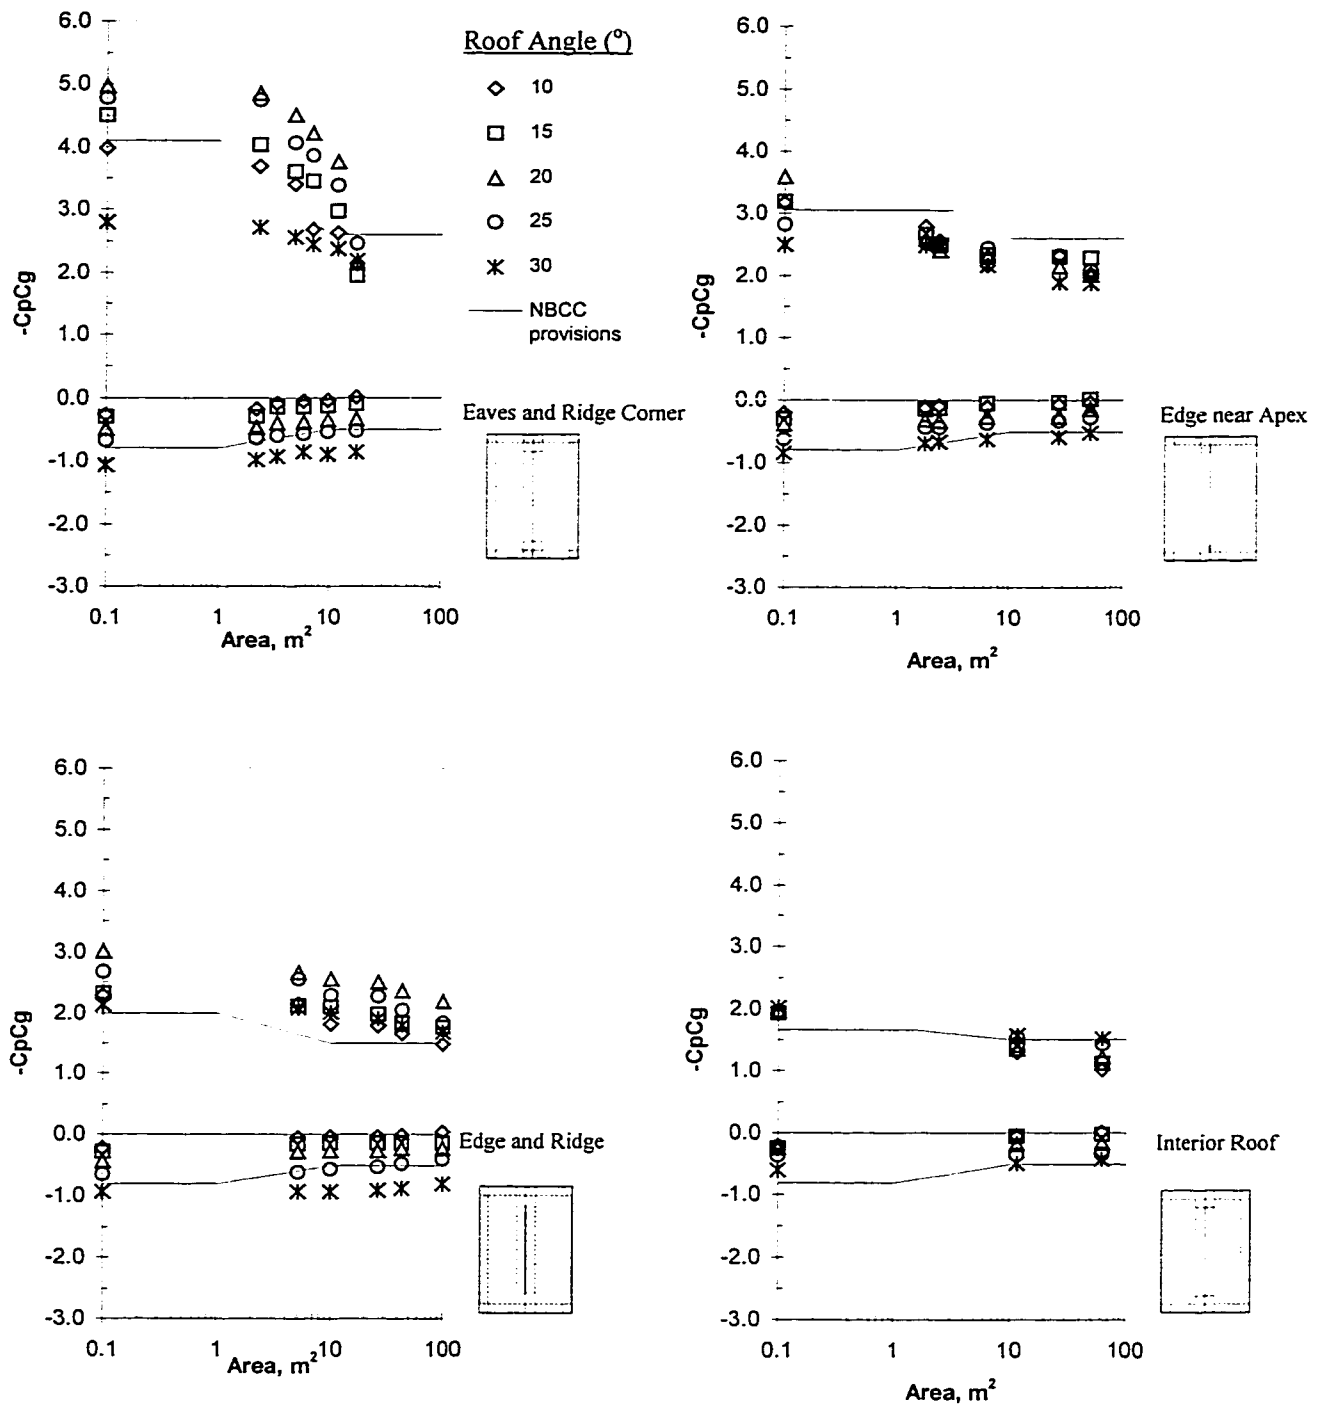 6.0
5.0
4.0
3.0
2.0
1.0
0.0
-1.0
-2.0
-3.0
-CpCg
0.1 1 10 100
Area, m²
Roof Angle (°)
10
15
20
25
30
NBCC
provisions
Eaves and Ridge Corner
6.0
5.0
4.0
3.0
2.0
1.0
0.0
-1.0
-2.0
-3.0
-CpCg
0.1 1 10 100
Area, m²
Edge near Apex
6.0
5.0
4.0
3.0
2.0
1.0
0.0
-1.0
-2.0
-3.0
-CpCg
0.1 1 10 100
Area, m²
Edge and Ridge
6.0
5.0
4.0
3.0
2.0
1.0
0.0
-1.0
-2.0
-3.0
-CpCg
0.1 1 10 100
Area, m²
Interior Roof